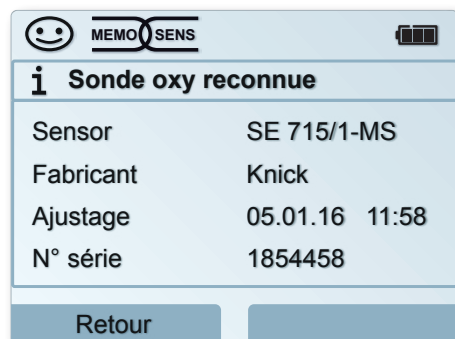 MEMO SENS
i Sonde oxy reconnue
Sensor SE 715/1-MS
Fabricant Knick
Ajustage 05.01.16 11:58
N° série 1854458
Retour